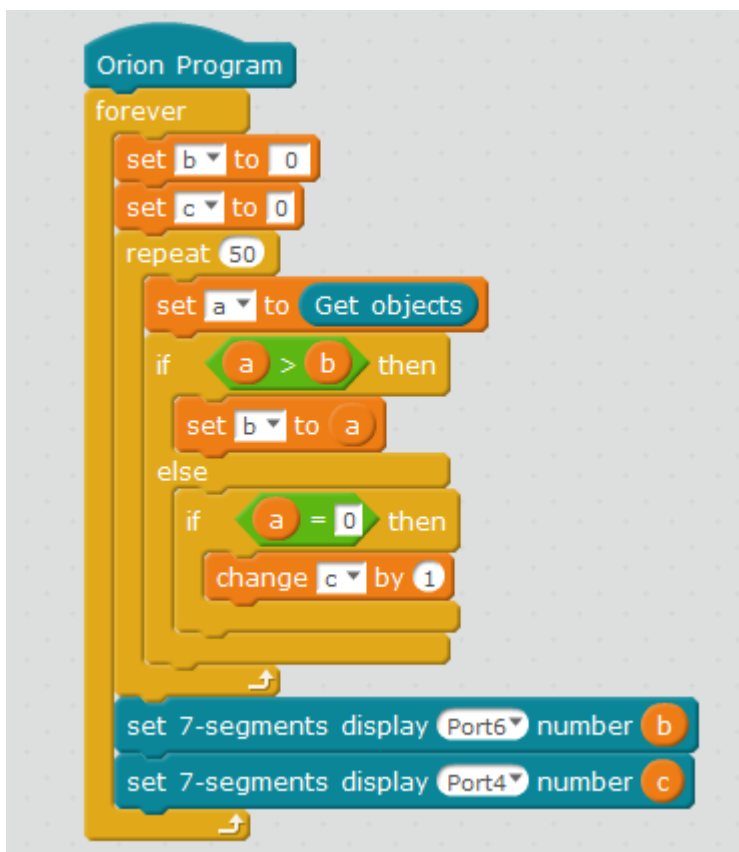 Orion Program
forever
set b to 0
set c to 0
repeat 50
set a to Get objects
if a > b then
set b to a
else
if a = 0 then
change c by 1
set 7-segments display Port6 number b
set 7-segments display Port4 number c